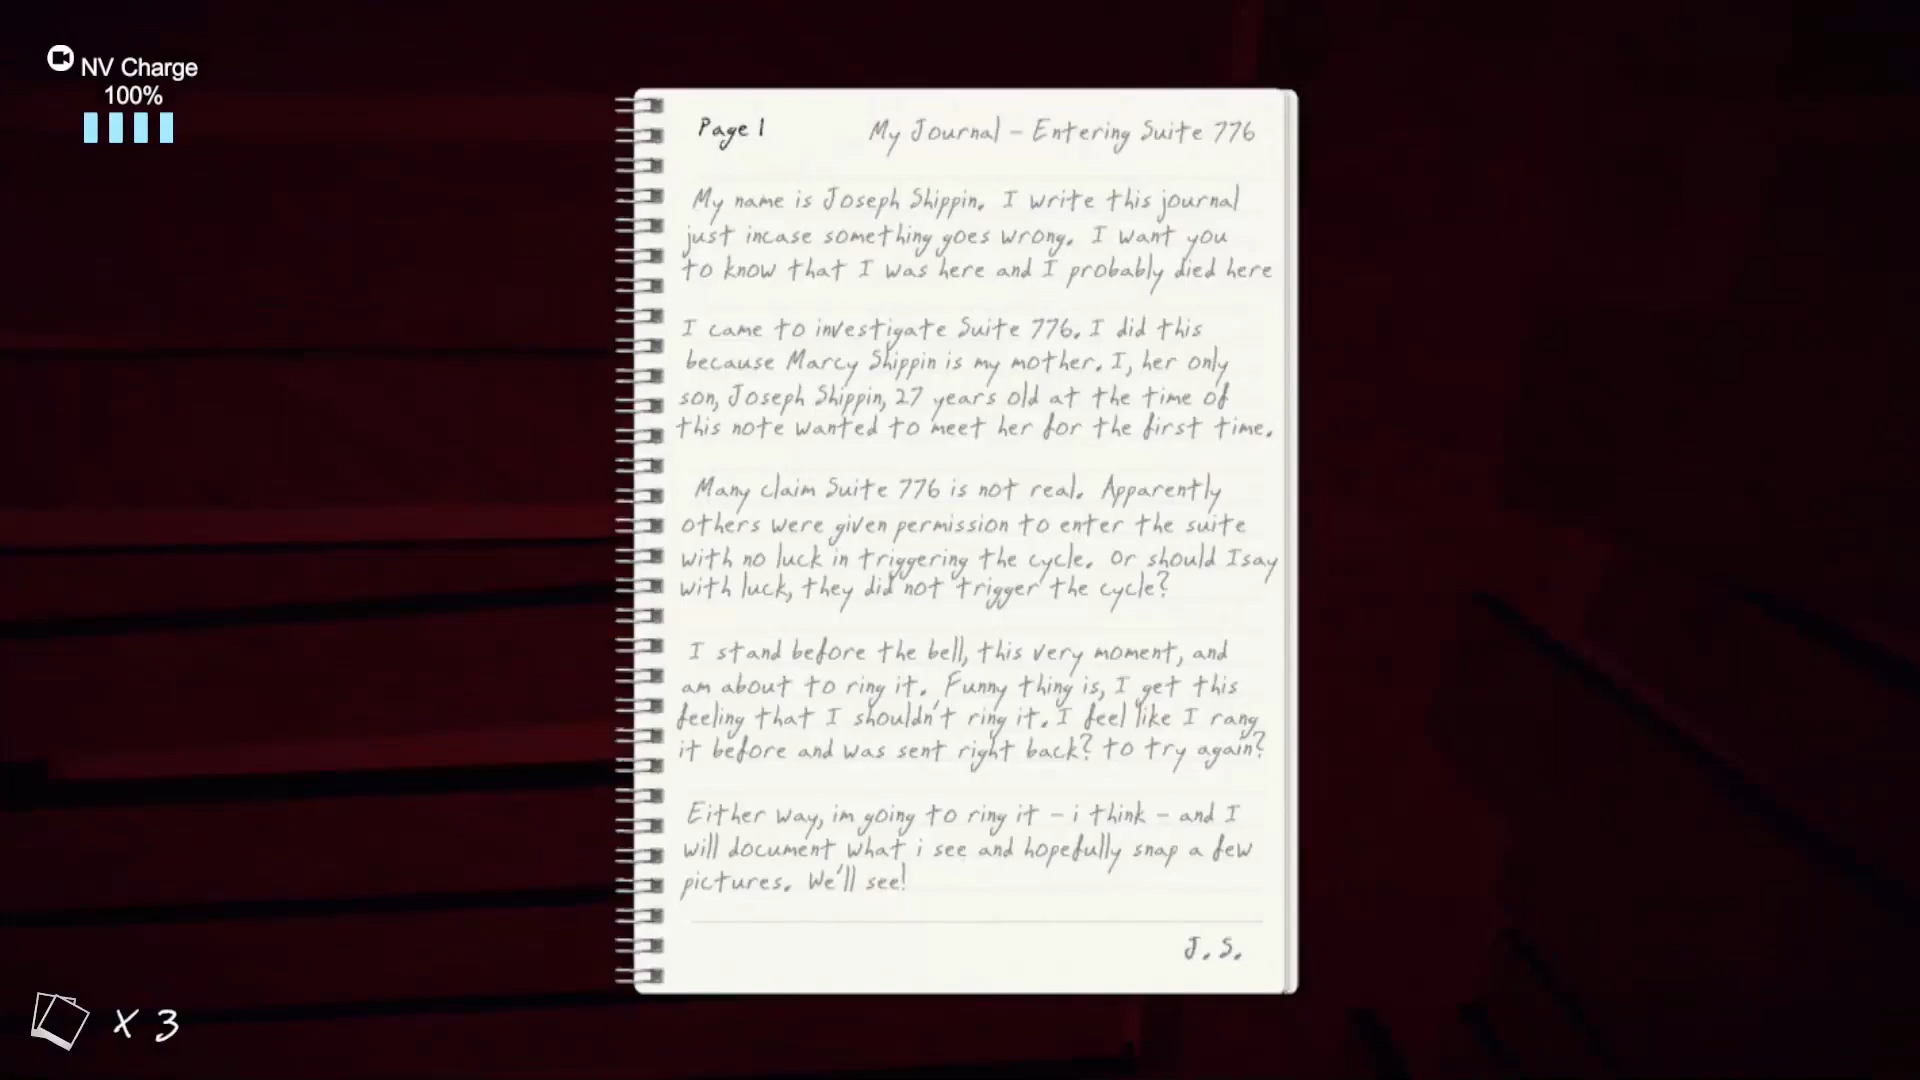 NV Charge
100%
Page 1
My Journal - Entering Suite 776
My name is Joseph Shippin. I write this journal
just incase something goes wrong. I want you
to know that I was here and I probably died here
I came to investigate Suite 776. I did this
because Marcy Shippin is my mother. I, her only
son, Joseph Shippin, 27 years old at the time of
this note wanted to meet her for the first time.
Many claim Suite 776 is not real. Apparently
others were given permission to enter the suite
with no luck in triggering the cycle. Or should Isay
with luck, they did not trigger the cycle?
I stand before the bell, this very moment, and
am about to ring it. Funny thing is, I get this
feeling that I shouldn't ring it. I feel like I rang
it before and was sent right back? to try again?
Either way, im going to ring it - i think - and I
will document what i see and hopefully snap a few
pictures. We'll see!
J. S.
X 3